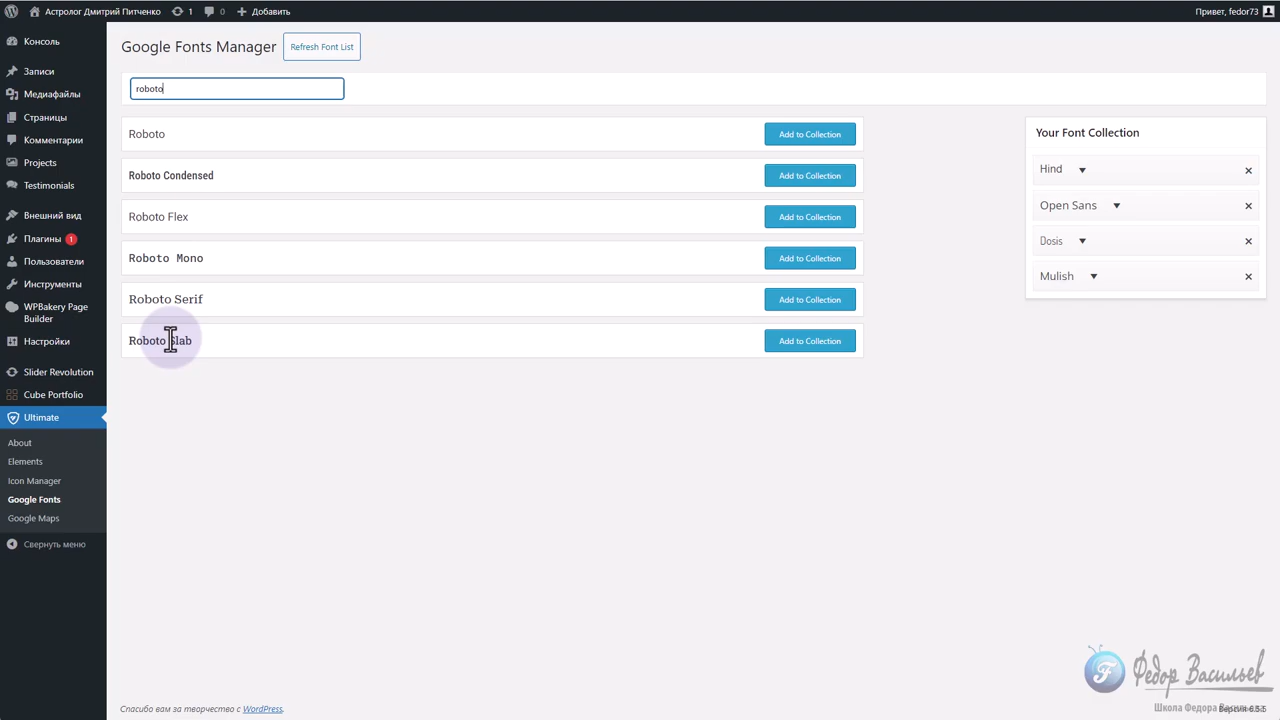 Астролог Дмитрий Питченко 1 0 + Добавить Привет, fedor73
Консоль
Записи
Медиафайлы
Страницы
Комментарии
Projects
Testimonials
Внешний вид
Плагины 1
Пользователи
Инструменты
WPBakery Page
Builder
Настройки
Slider Revolution
Cube Portfolio
Ultimate
About
Elements
Icon Manager
Google Fonts
Google Maps
Свернуть меню
Google Fonts Manager Refresh Font List
roboto
Roboto Add to Collection
Roboto Condensed Add to Collection
Roboto Flex Add to Collection
Roboto Mono Add to Collection
Roboto Serif Add to Collection
Roboto Slab Add to Collection
Your Font Collection
Hind
Open Sans
Dosis
Mulish
Федор Васильев
Школа Федора
Спасибо вам за творчество с WordPress.